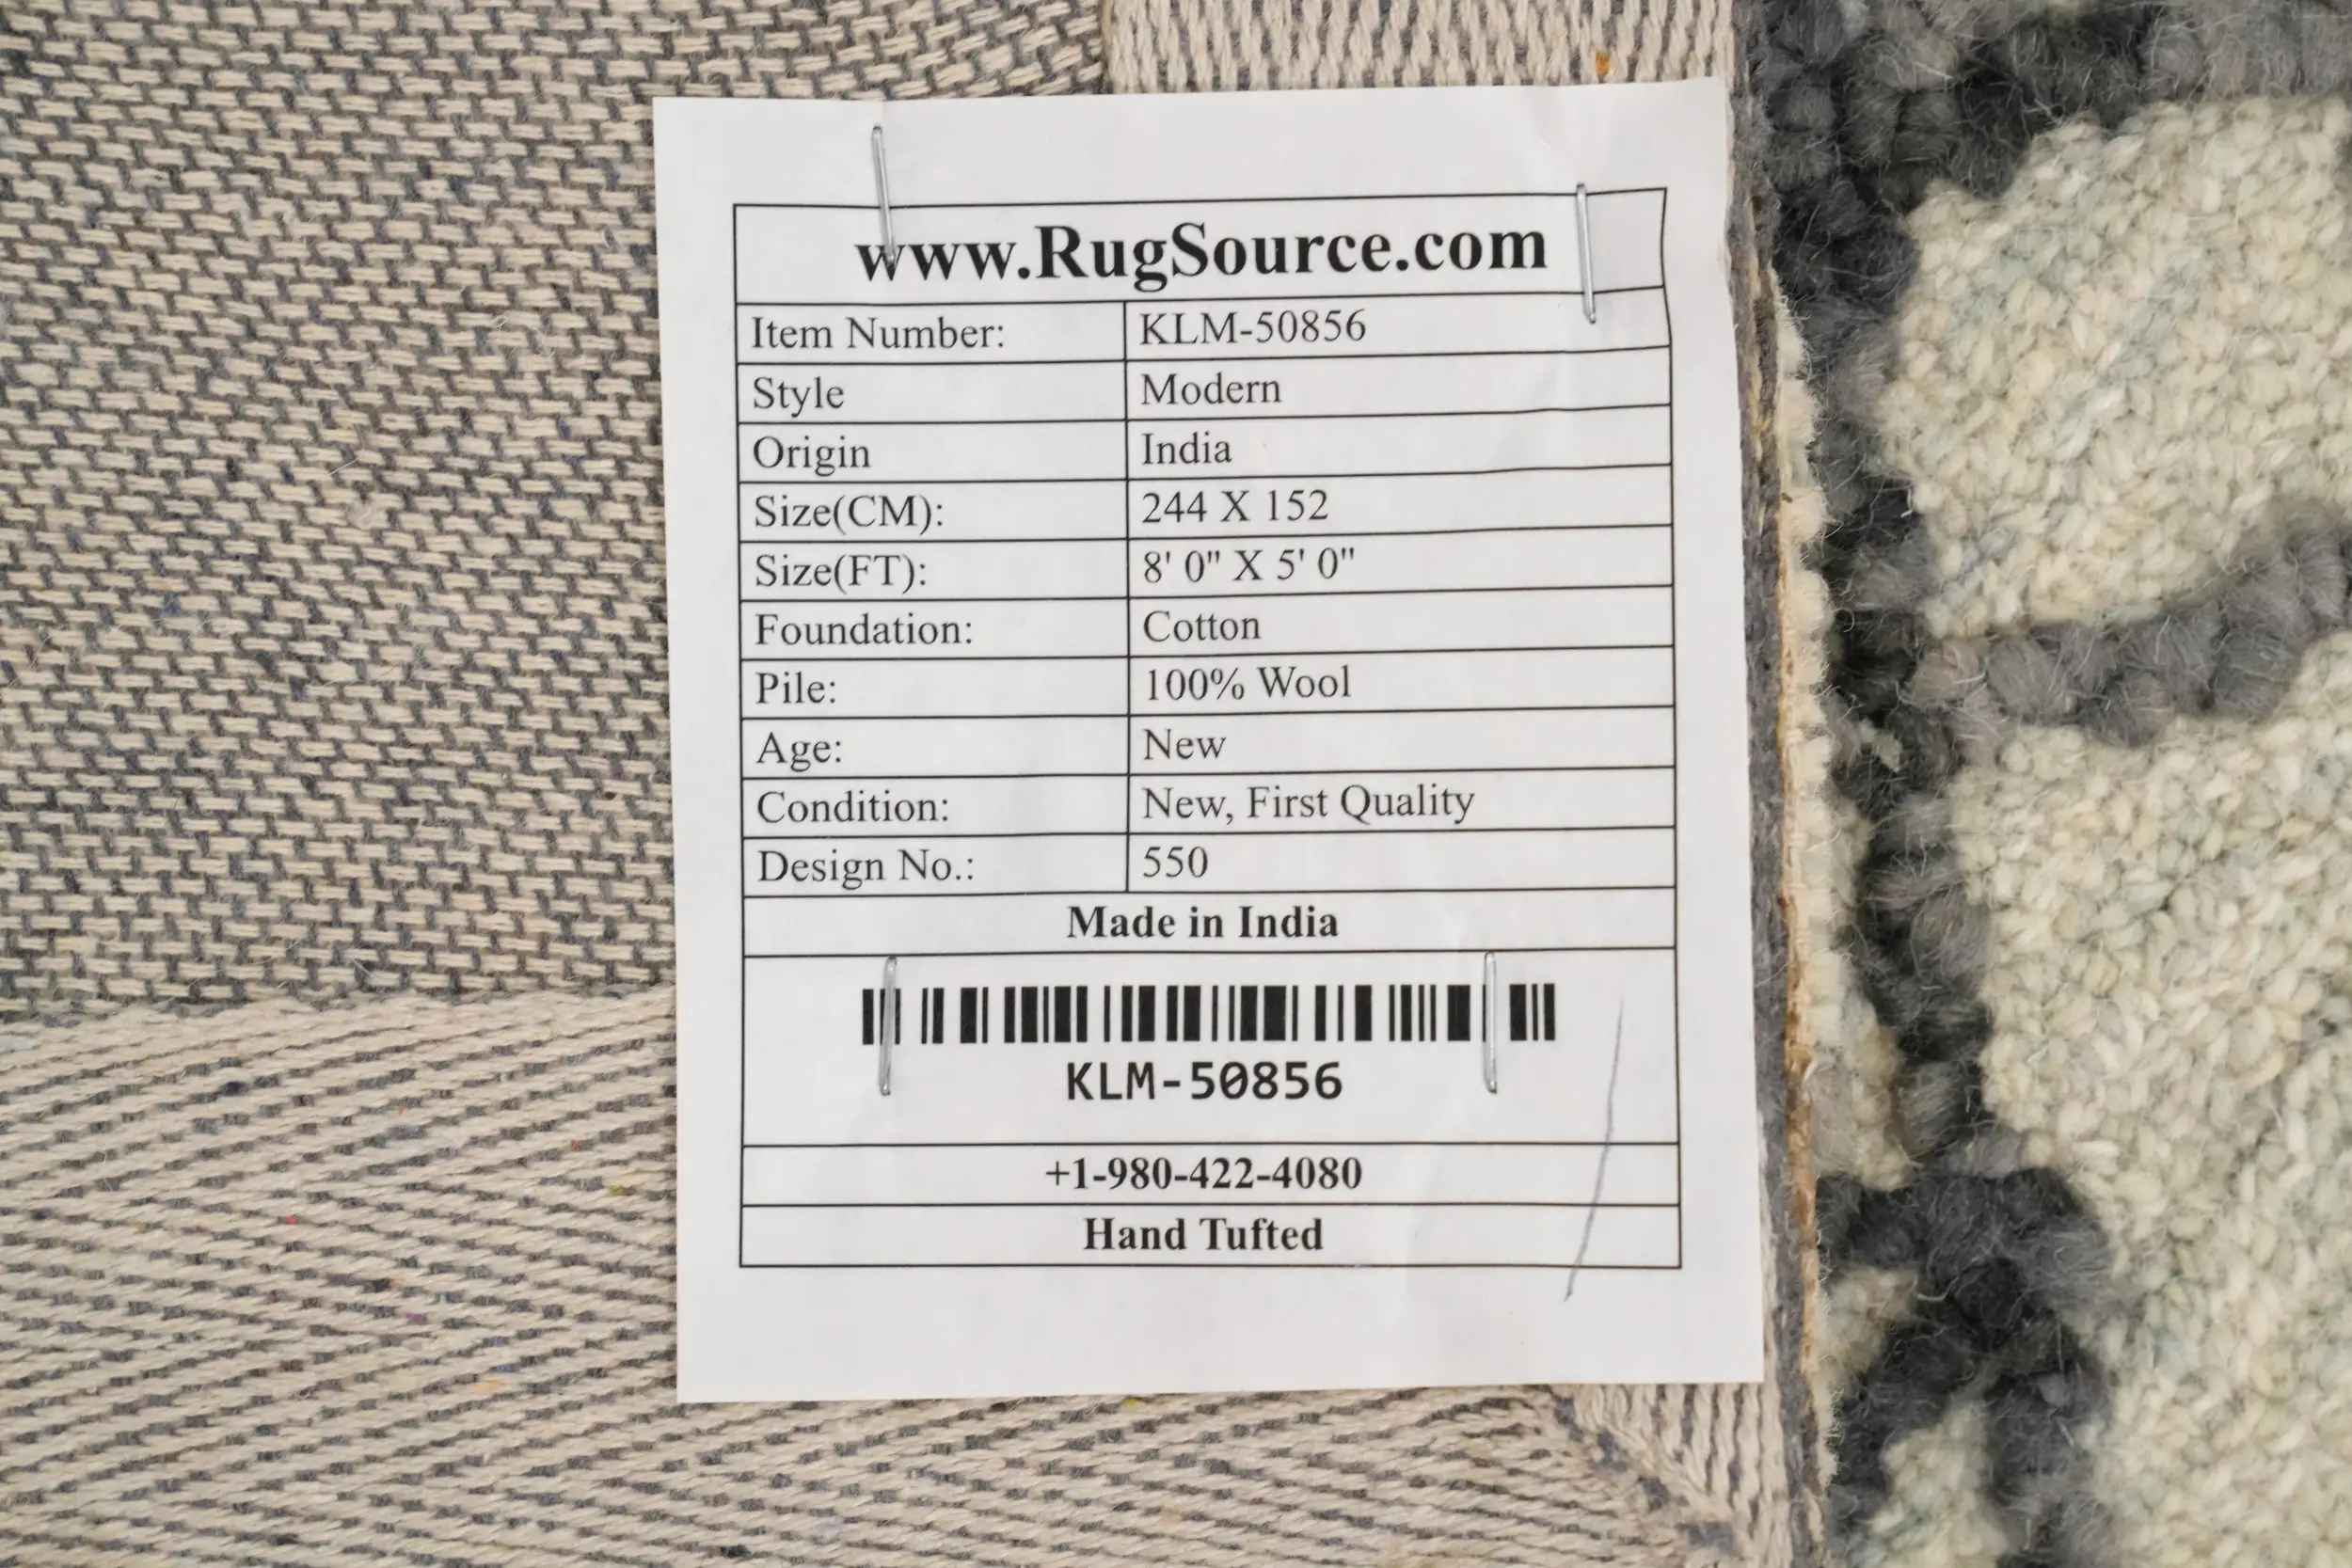 www.RugSource.com
Item Number: KLM-50856
Style Modern
Origin India
Size(CM): 244 X 152
Size(FT): 8' 0" X 5' 0"
Foundation: Cotton
Pile: 100% Wool
Age: New
Condition: New, First Quality
Design No.: 550
Made in India
KLM-50856
+1-980-422-4080
Hand Tufted